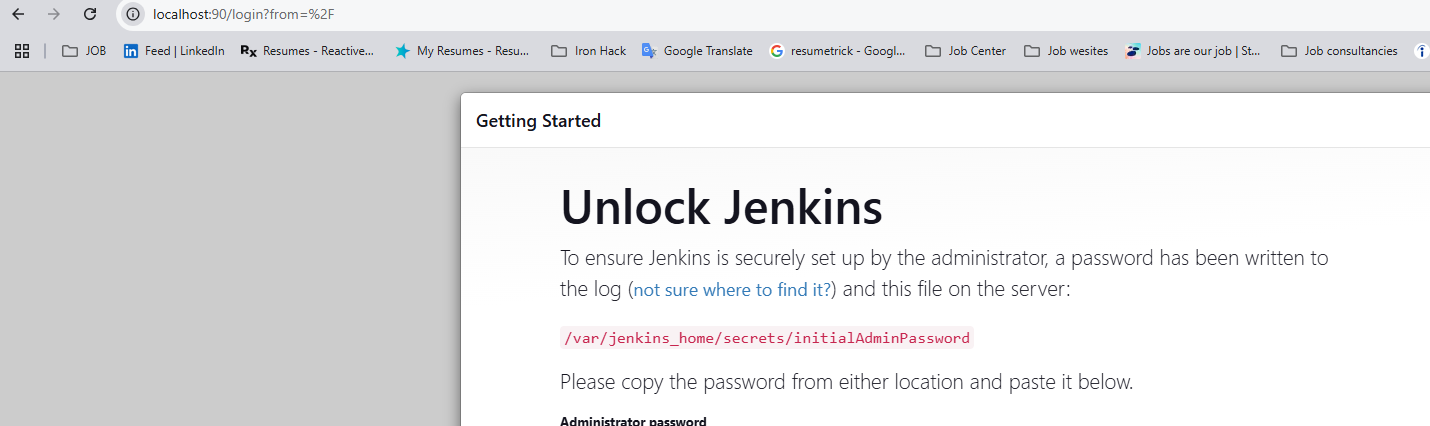 localhost:90/login?from=%2F
JOB
Feed | LinkedIn
Rx Resumes - Reactive...
My Resumes - Resu...
Iron Hack
Google Translate
resumetrick - Googl...
Job Center
Job wesites
Jobs are our job | St...
Job consultancies
Getting Started
Unlock Jenkins
To ensure Jenkins is securely set up by the administrator, a password has been written to
the log (not sure where to find it?) and this file on the server:
/var/jenkins_home/secrets/initialAdminPassword
Please copy the password from either location and paste it below.
Administrator password